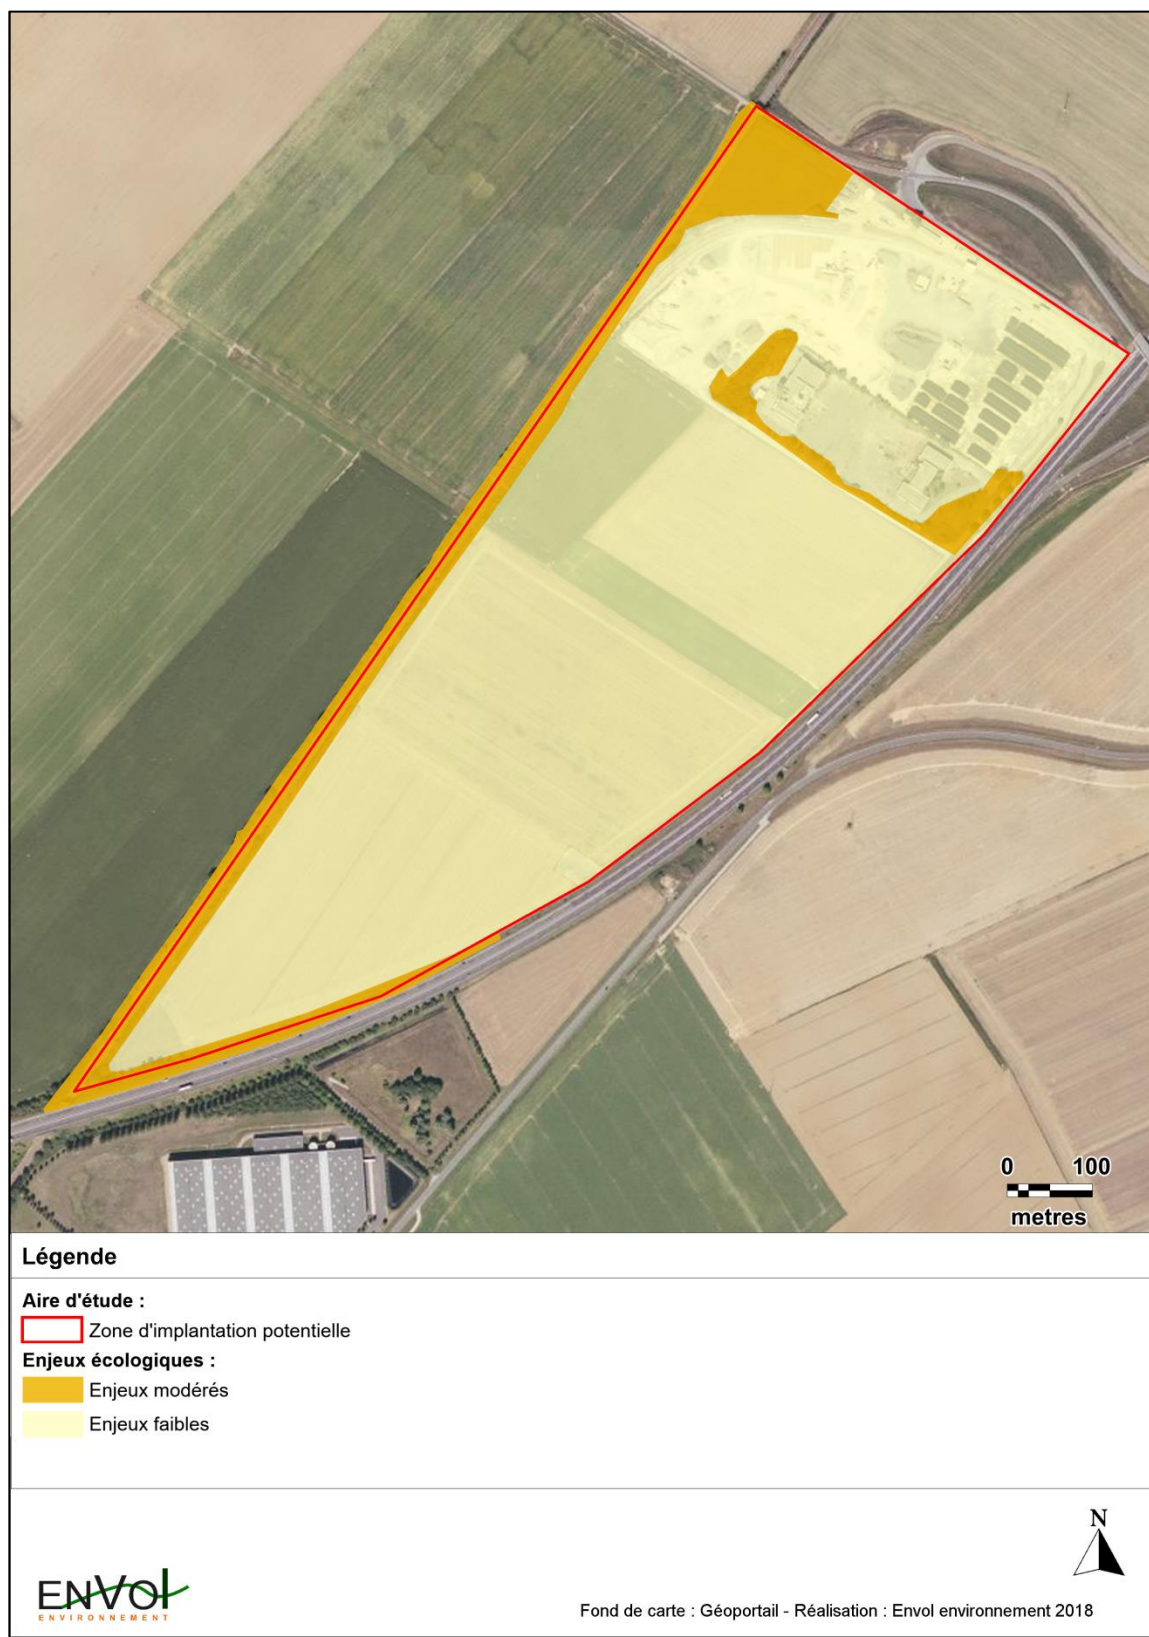 0 100
metres
Légende
Aire d'étude :
Zone d'implantation potentielle
Enjeux écologiques :
Enjeux modérés
Enjeux faibles
N
ENVOl
ENVIRONNEMENT
Fond de carte : Géoportail - Réalisation : Envol environnement 2018